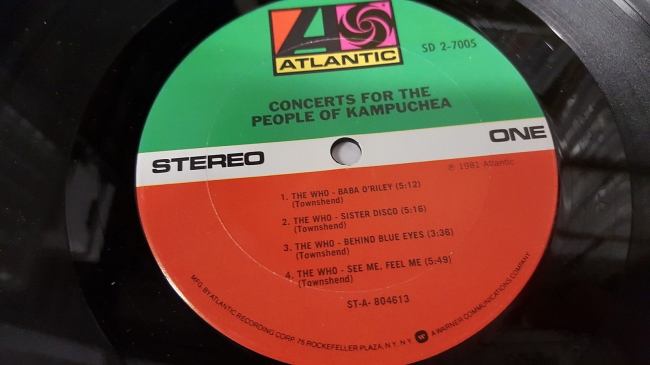 ATLANTIC
SD 2-7005
CONCERTS FOR THE
PEOPLE OF KAMPUCHEA
STEREO
ONE
℗ 1981 Atlantic
1. THE WHO - BABA O'RILEY (5:12)
(Townshend)
2. THE WHO - SISTER DISCO (5:16)
(Townshend)
3. THE WHO - BEHIND BLUE EYES (3:36)
(Townshend)
4. THE WHO - SEE ME, FEEL ME (5:49)
(Townshend)
ST-A- 804613
MFG. BY ATLANTIC RECORDING CORP. 75 ROCKEFELLER PLAZA, N.Y. N.Y. A WARNER COMMUNICATIONS COMPANY